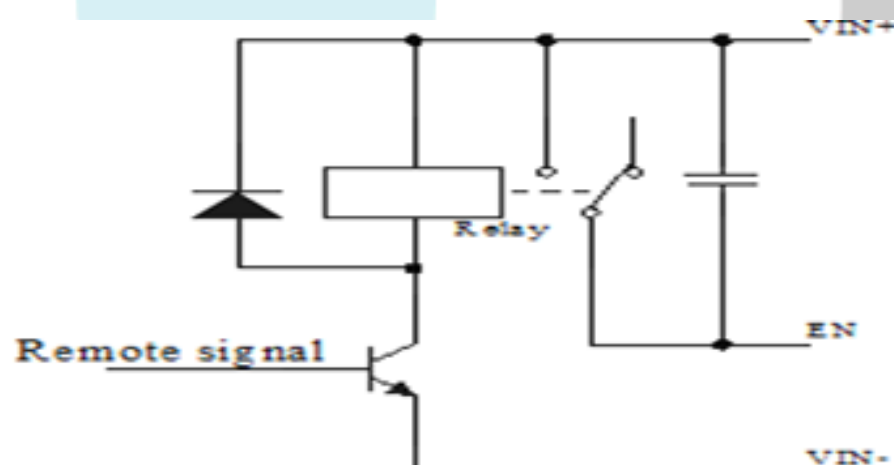 VIN+
Relay
EN
Remote signal
VIN-